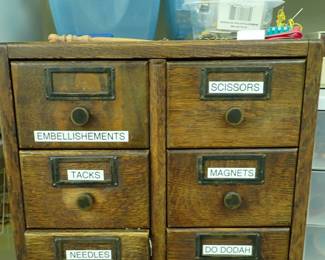 SCISSORS
EMBELLISHEMENTS
TACKS
MAGNETS
NEEDLES
DO DODAH